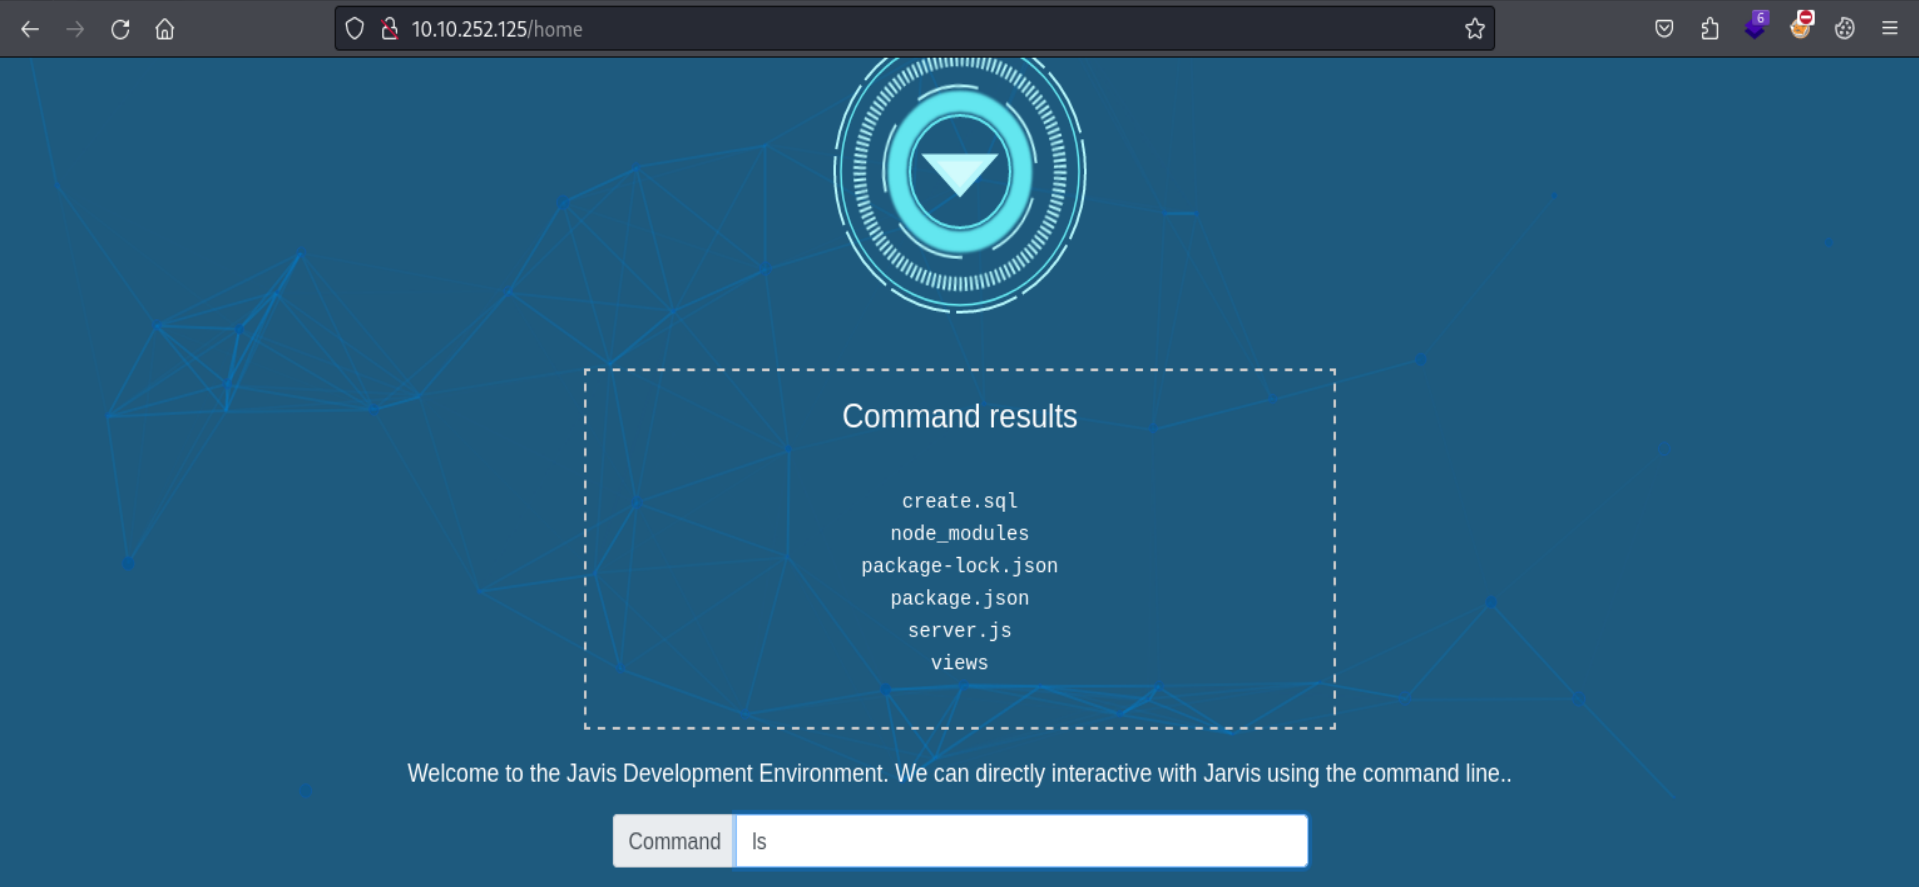 10.10.252.125/home
6
Command results
create.sql
node_modules
package-lock.json
package.json
server.js
views
Welcome to the Javis Development Environment. We can directly interactive with Jarvis using the command line..
Command ls